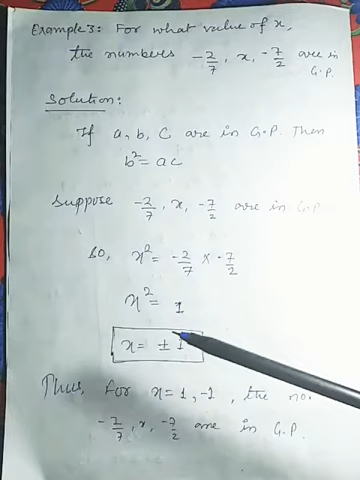 Example 3: For what value of x,
the numbers -2/7, x, -7/2 are in
G.P.
Solution:
If a, b, c are in G.P. Then
b² = ac
Suppose -2/7, x, -7/2 are in G.P
So, x² = -2/7 × -7/2
x² = 1
x = ± 1
Thus, For x = 1, -1, the no.
-2/7, x, -7/2 are in G.P.